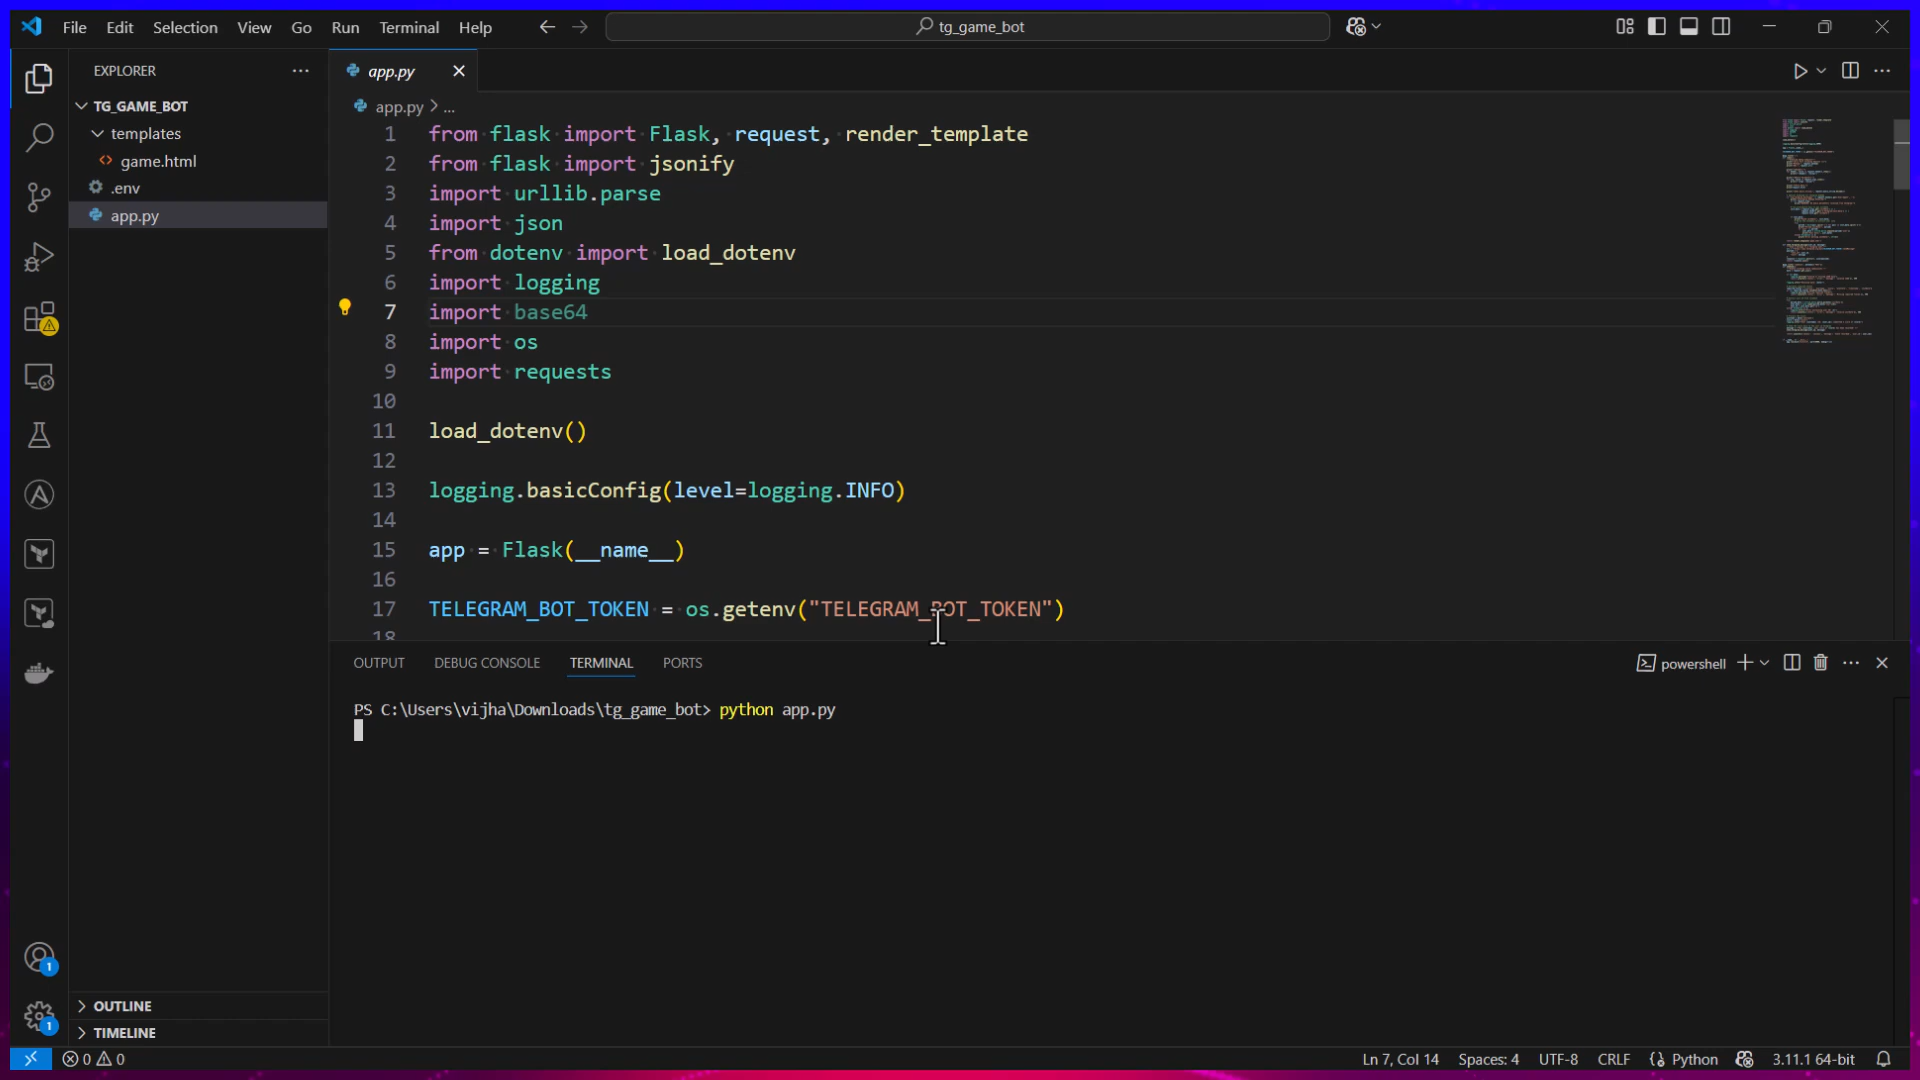 File Edit Selection View Go Run Terminal Help
tg_game_bot
EXPLORER
TG_GAME_BOT
templates
game.html
.env
app.py
OUTLINE
TIMELINE
app.py
app.py > ...
1 from flask import Flask, request, render_template
2 from flask import jsonify
3 import urllib.parse
4 import json
5 from dotenv import load_dotenv
6 import logging
7 import base64
8 import os
9 import requests
10
11 load_dotenv()
12
13 logging.basicConfig(level=logging.INFO)
14
15 app = Flask(__name__)
16
17 TELEGRAM_BOT_TOKEN = os.getenv("TELEGRAM_BOT_TOKEN")
18
OUTPUT DEBUG CONSOLE TERMINAL PORTS
powershell
PS C:\Users\vijha\Downloads\tg_game_bot> python app.py
1
1
0 0
Ln 7, Col 14 Spaces: 4 UTF-8 CRLF Python 3.11.1 64-bit